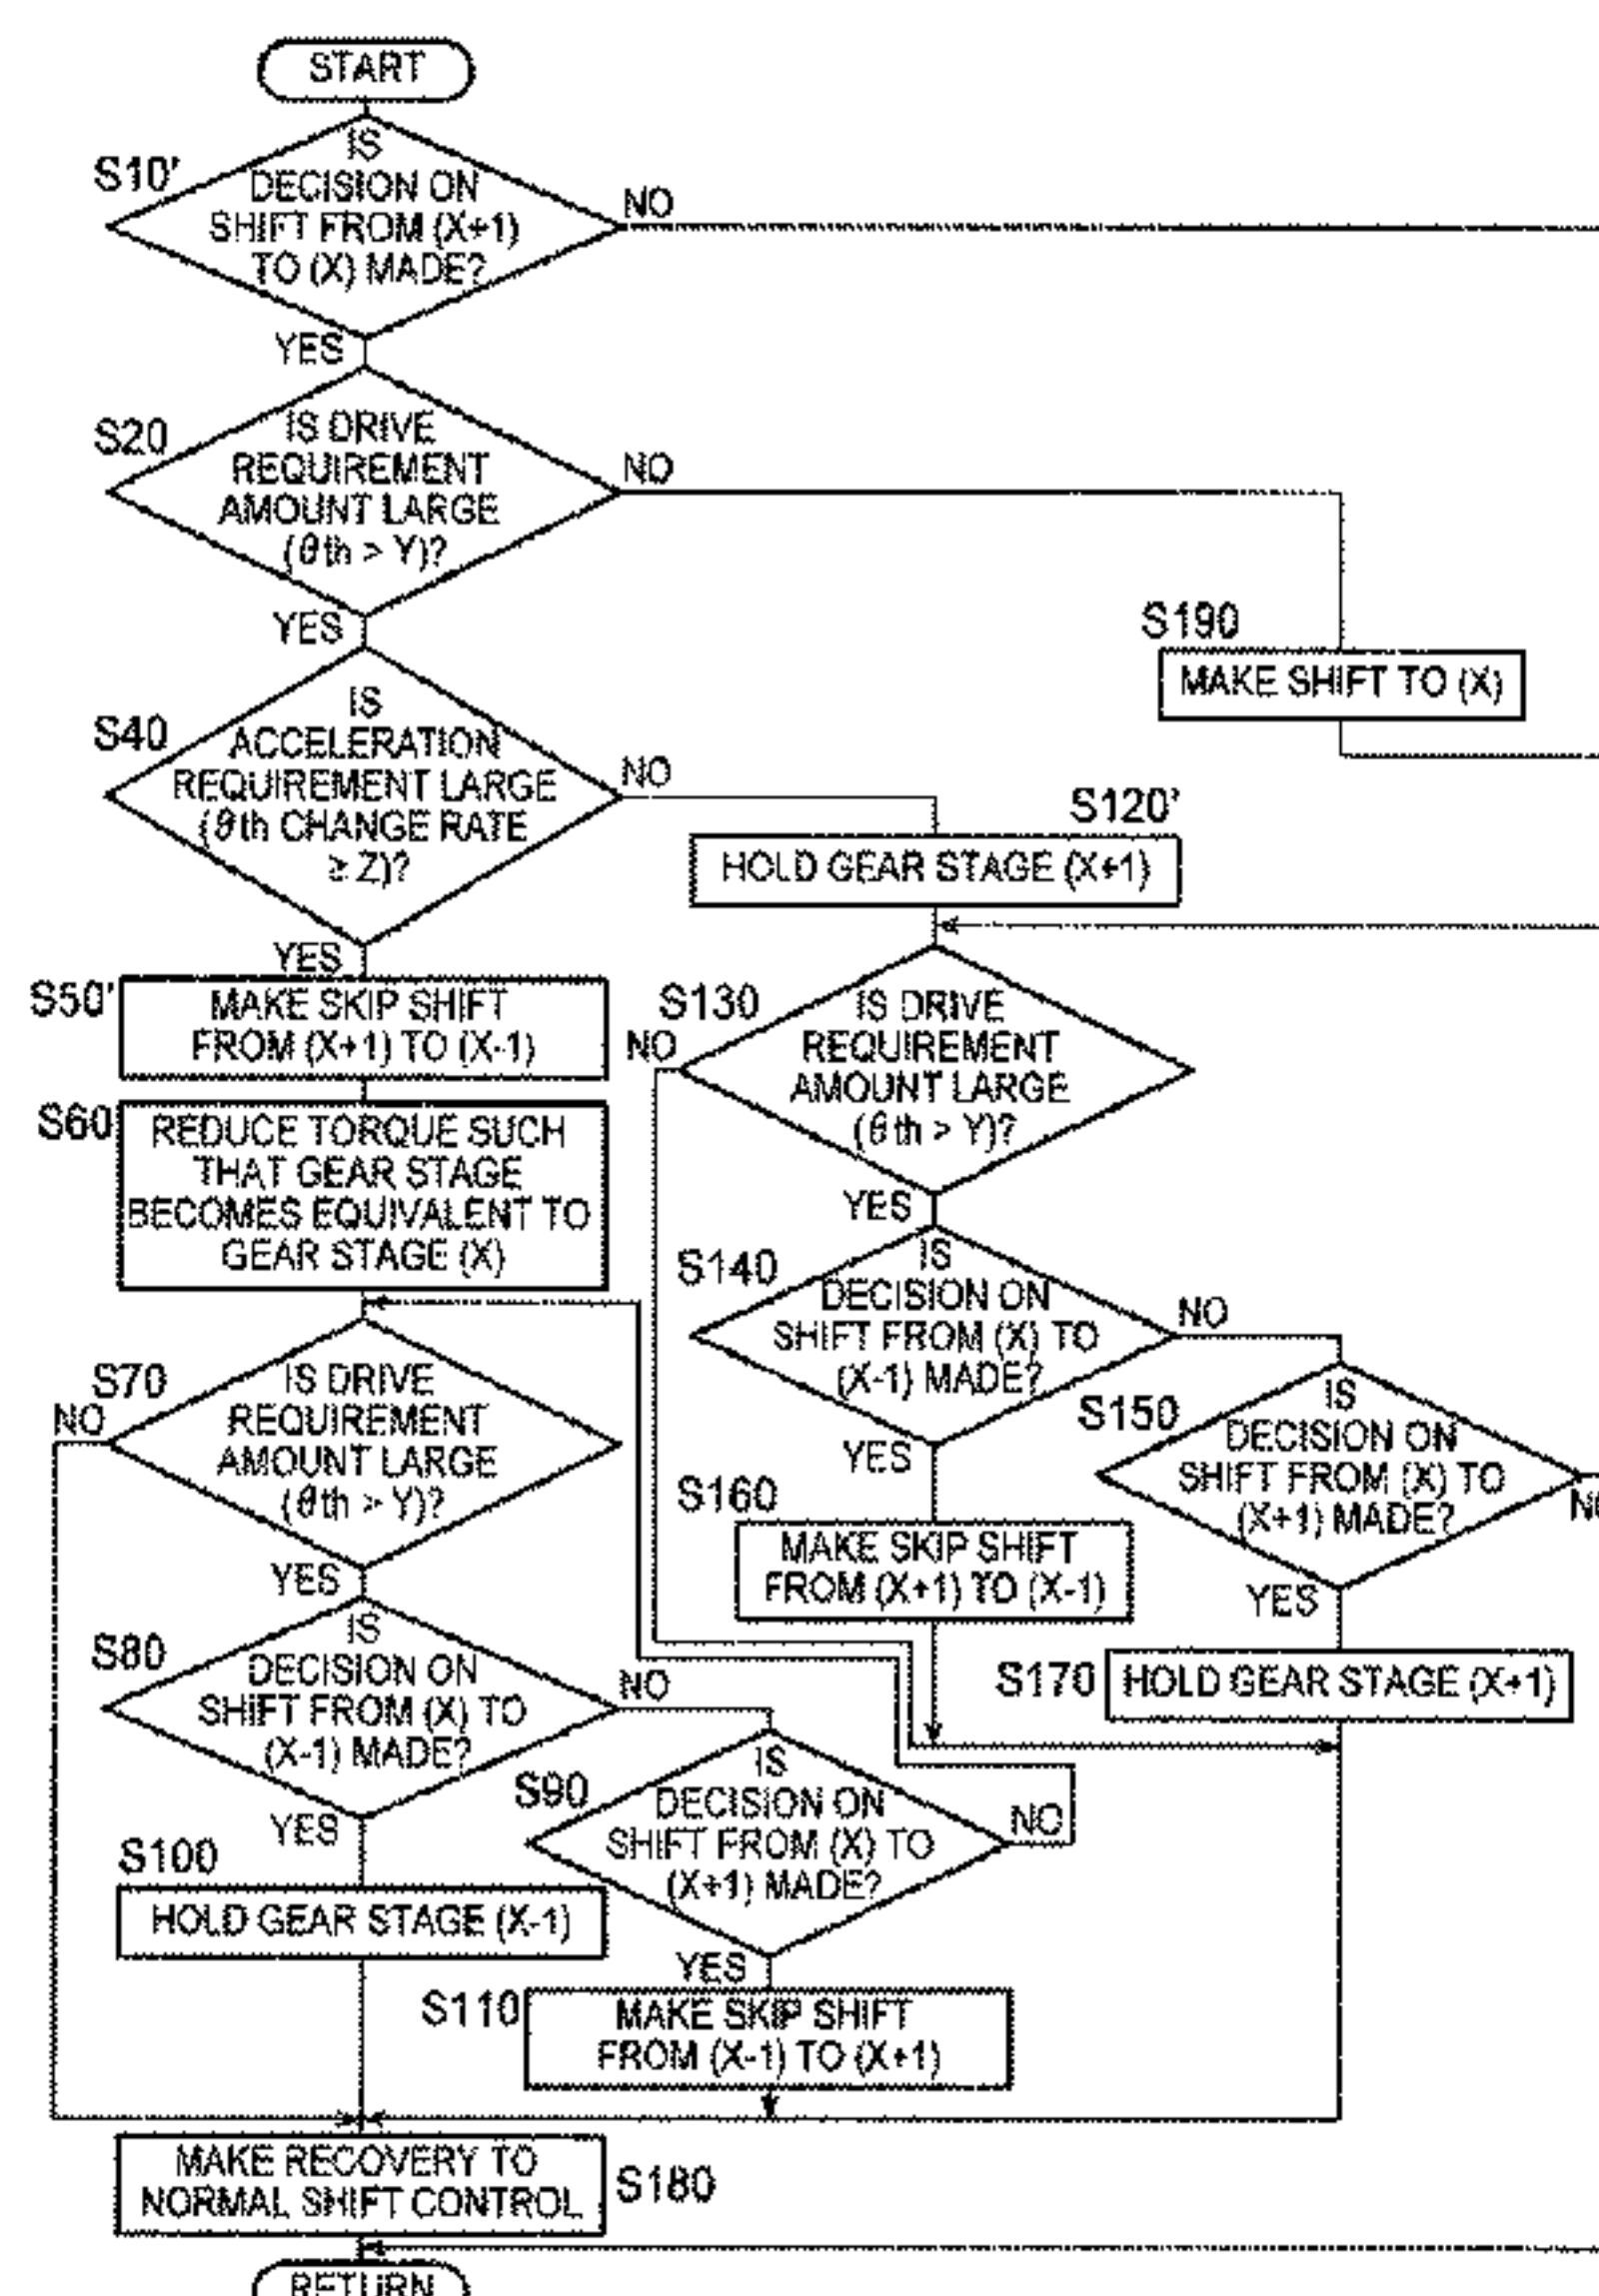 START
S10'
IS
DECISION ON
SHIFT FROM (X+1)
TO (X) MADE?
NO
YES
S20
IS DRIVE
REQUIREMENT
AMOUNT LARGE
(θth > Y)?
NO
YES
S190
MAKE SHIFT TO (X)
S40
IS
ACCELERATION
REQUIREMENT LARGE
(θth CHANGE RATE
≥ Z)?
NO
YES
S120'
HOLD GEAR STAGE (X+1)
S50'
MAKE SKIP SHIFT
FROM (X+1) TO (X-1)
S60
REDUCE TORQUE SUCH
THAT GEAR STAGE
BECOMES EQUIVALENT TO
GEAR STAGE (X)
S130
NO
IS DRIVE
REQUIREMENT
AMOUNT LARGE
(θth > Y)?
YES
S140
IS
DECISION ON
SHIFT FROM (X) TO
(X-1) MADE?
NO
YES
S150
IS
DECISION ON
SHIFT FROM (X) TO
(X+1) MADE?
NO
YES
S160
MAKE SKIP SHIFT
FROM (X+1) TO (X-1)
S170
HOLD GEAR STAGE (X+1)
S70
NO
IS DRIVE
REQUIREMENT
AMOUNT LARGE
(θth > Y)?
YES
S80
IS
DECISION ON
SHIFT FROM (X) TO
(X-1) MADE?
NO
YES
S90
IS
DECISION ON
SHIFT FROM (X) TO
(X+1) MADE?
NO
YES
S100
HOLD GEAR STAGE (X-1)
S110
MAKE SKIP SHIFT
FROM (X-1) TO (X+1)
MAKE RECOVERY TO
NORMAL SHIFT CONTROL
S180
RETURN